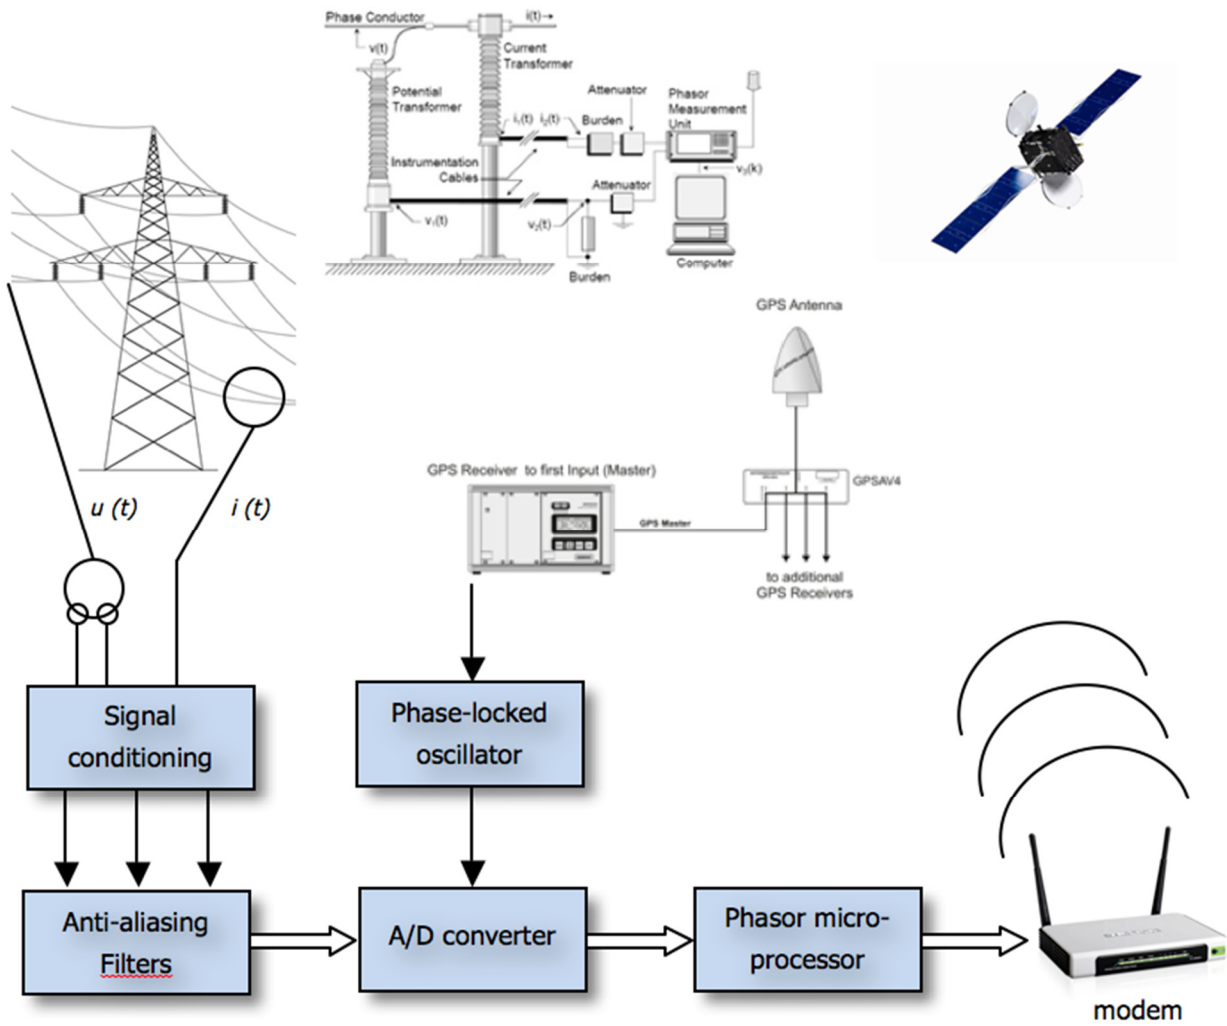 Phase Conductor
i(t)
v(t)
Current
Transformer
Potential
Transformer
Attenuator
Phasor
Measurement
Unit
i₁(t) i₂(t)
Burden
Instrumentation
Cables
Attenuator
v₃(k)
v₁(t)
v₂(t)
Computer
Burden
GPS Antenna
GPS Receiver to first Input (Master)
GPSAV4
GPS Master
to additional
GPS Receivers
u (t)
i (t)
Signal
conditioning
Phase-locked
oscillator
Anti-aliasing
Filters
A/D converter
Phasor micro-
processor
modem